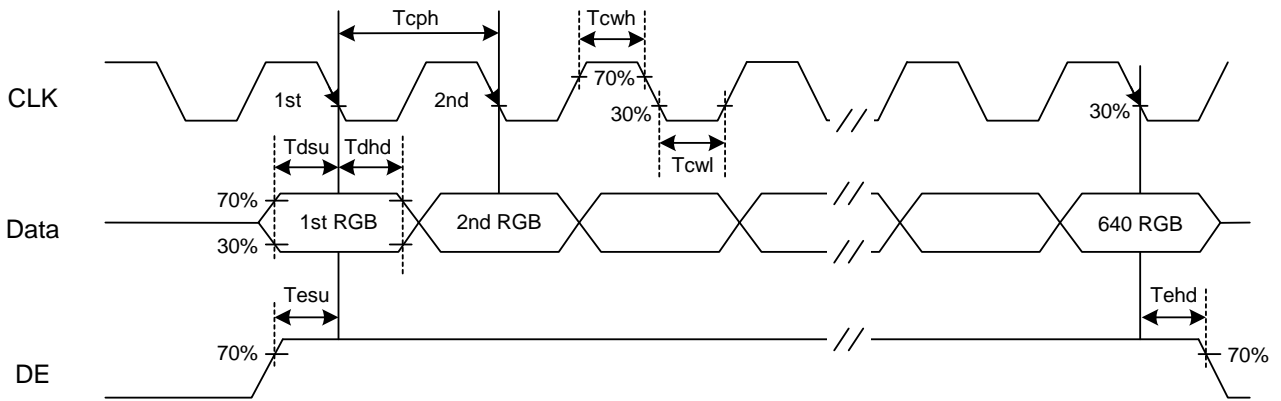 Tcph
Tcwh
CLK
1st
2nd
70%
30%
30%
Tdsu
Tdhd
Tcwl
Data
70%
30%
1st RGB
2nd RGB
640 RGB
Tesu
Tehd
DE
70%
70%